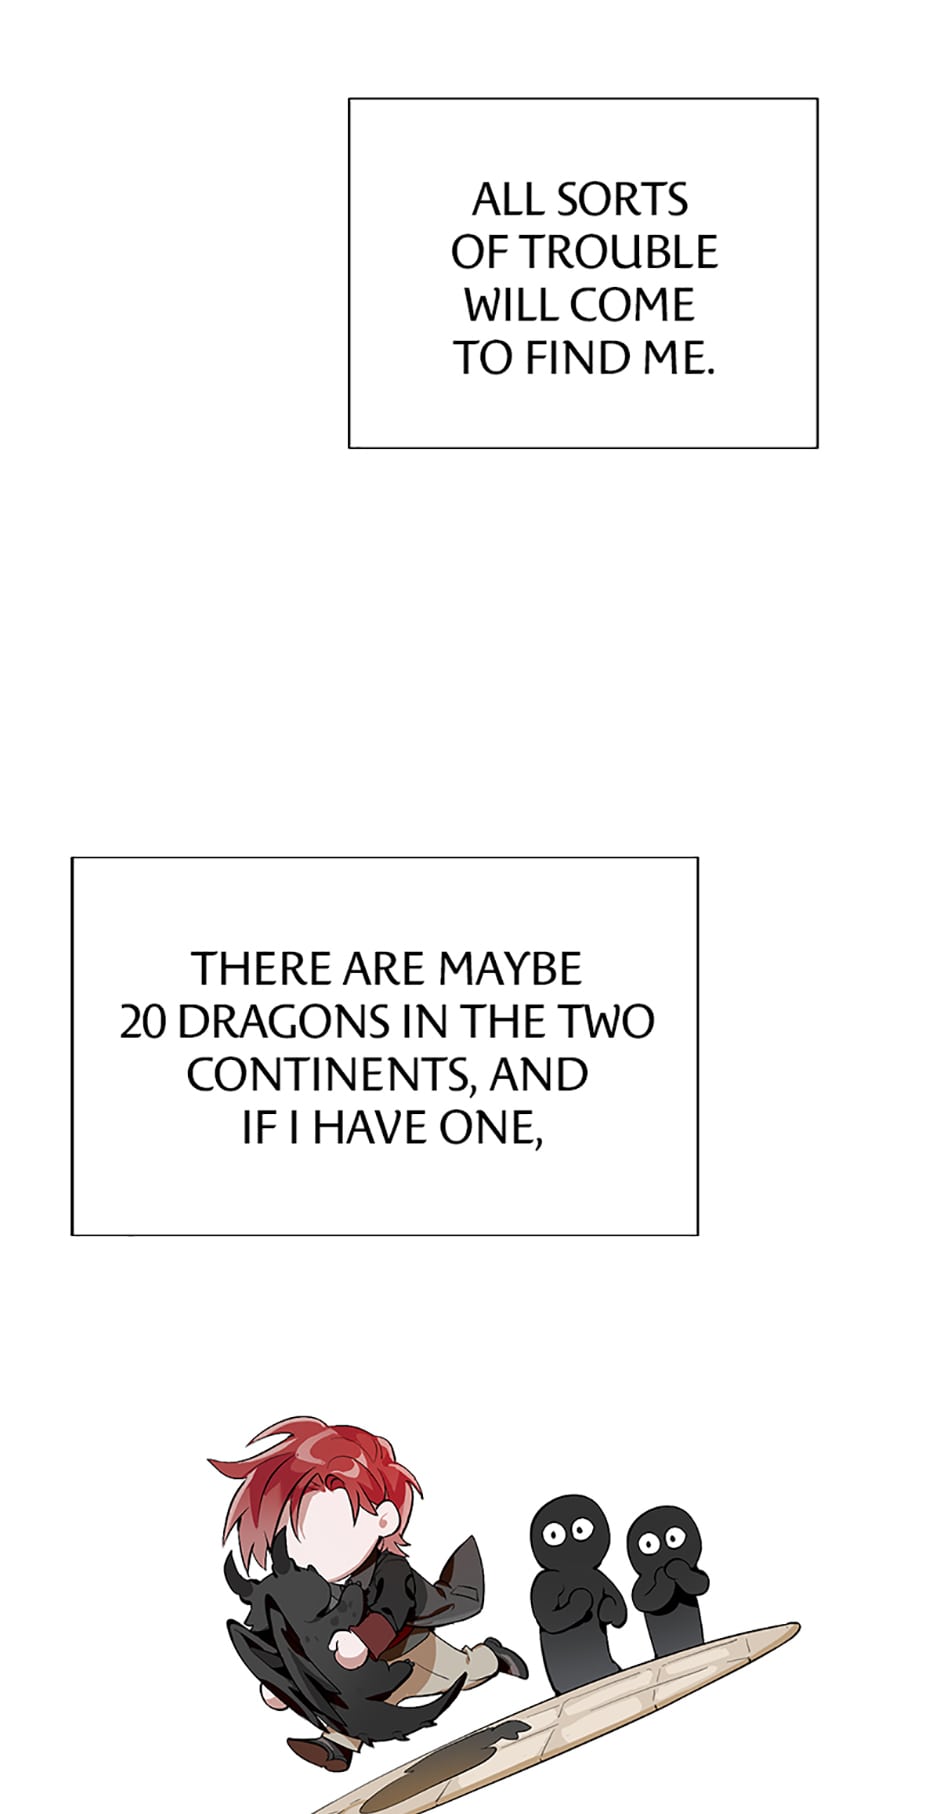 ALL SORTS
OF TROUBLE
WILL COME
TO FIND ME.
THERE ARE MAYBE
20 DRAGONS IN THE TWO
CONTINENTS, AND
IF I HAVE ONE,